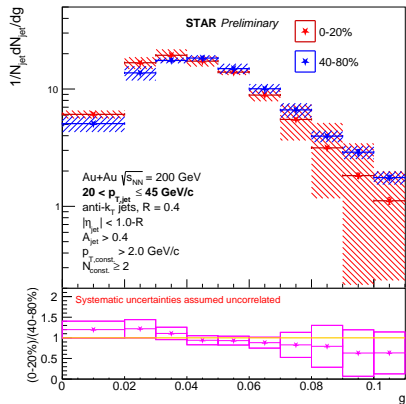 STAR Preliminary
0-20%
40-80%
1/N_jet dN_jet/dg
10
1
Au+Au √s_NN = 200 GeV
20 < p_T,jet ≤ 45 GeV/c
anti-k_T jets, R = 0.4
|η_jet| < 1.0-R
A_jet > 0.4
p_T,const. > 2.0 GeV/c
N_const. ≥ 2
(0-20%)/(40-80%)
2
1.5
1
0.5
0
Systematic uncertainties assumed uncorrelated
0 0.02 0.04 0.06 0.08 0.1
g